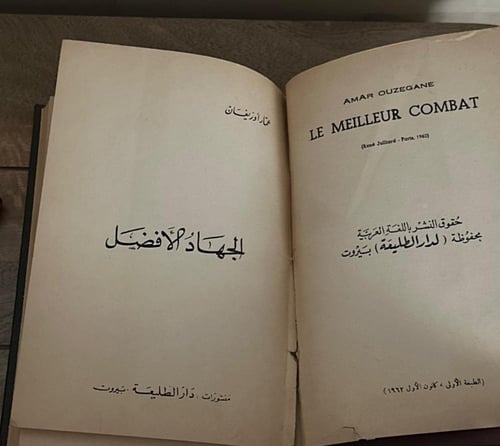 عمار اوزيغان
الجهاد الأفضل
منشورات . دار الطليعة . بيروت
AMAR OUZEGANE
LE MEILLEUR COMBAT
(René Julliard - Paris, 1962)
حقوق النشر باللغة العربية
محفوظة (لدار الطليعة) بيروت
(الطبعة الأولى ، كانون الأول ١٩٦٢)